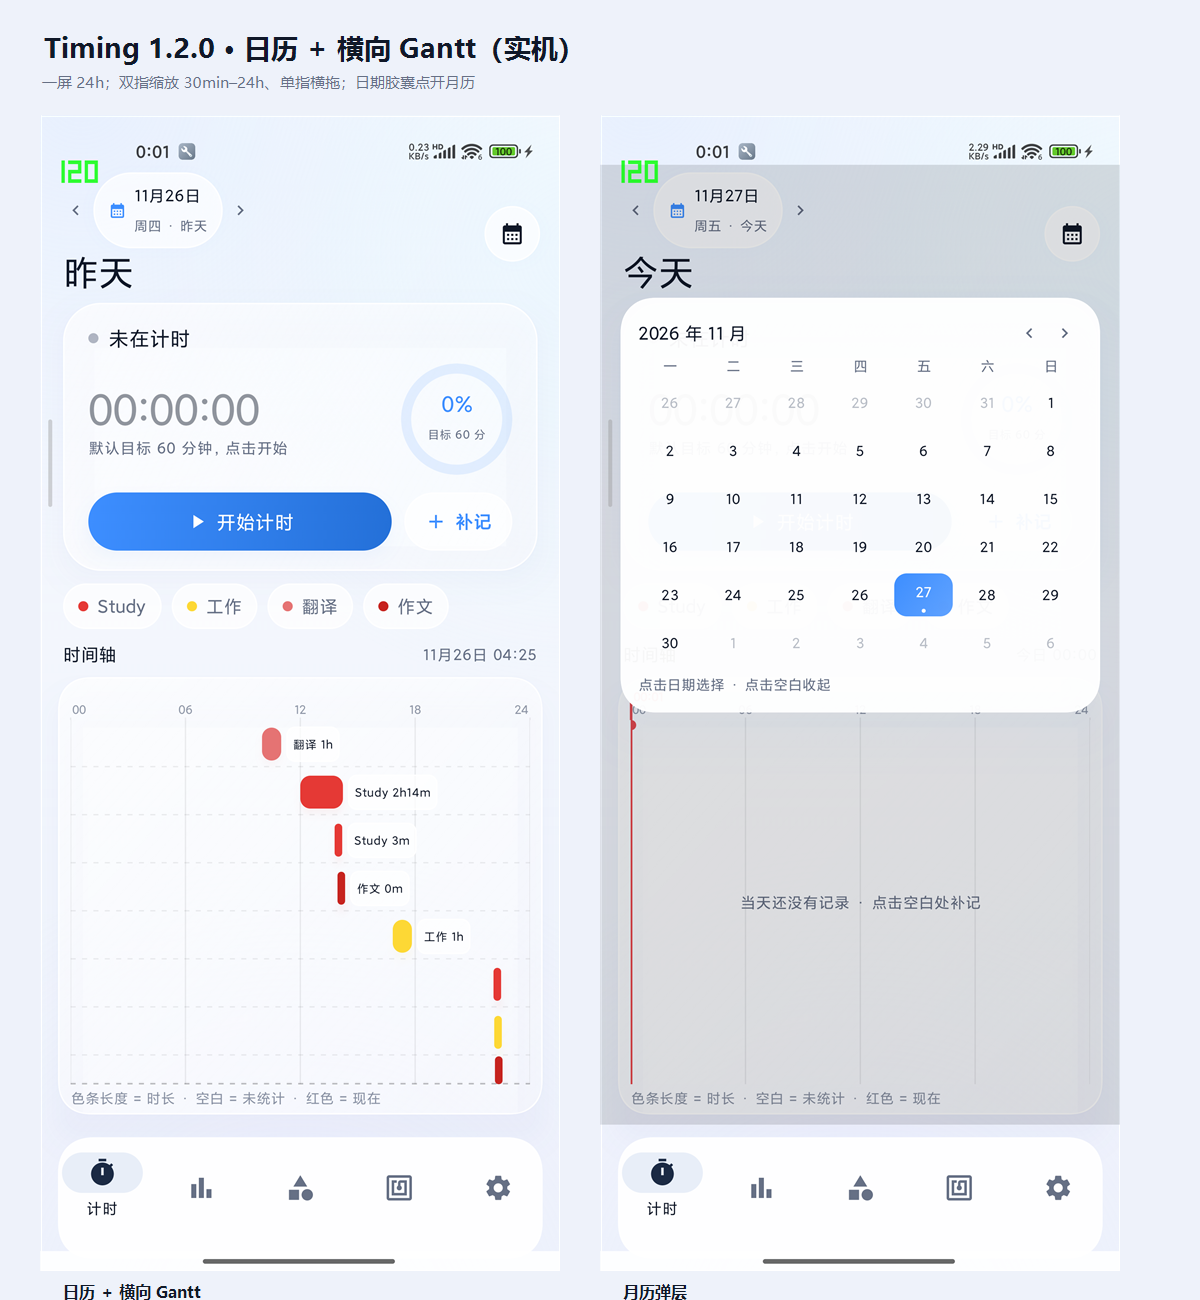 Timing 1.2.0 • 日历 + 横向 Gantt（实机）
一屏 24h；双指缩放 30min–24h、单指横拖；日期胶囊点开月历
0:01
0.23 KB/s HD 6 100
120
11月26日
周四 · 昨天
昨天
未在计时
00:00:00
默认目标 60 分钟, 点击开始
0%
目标 60 分
开始计时
+ 补记
Study 工作 翻译 作文
时间轴 11月26日 04:25
00 06 12 18 24
翻译 1h
Study 2h14m
Study 3m
作文 0m
工作 1h
色条长度 = 时长 · 空白 = 未统计 · 红色 = 现在
计时
日历 + 横向 Gantt
0:01
2.29 KB/s HD 6 100
120
11月27日
周五 · 今天
今天
2026 年 11 月
一 二 三 四 五 六 日
26 27 28 29 30 31 1
2 3 4 5 6 7 8
9 10 11 12 13 14 15
16 17 18 19 20 21 22
23 24 25 26 27 28 29
30 1 2 3 4 5 6
点击日期选择 · 点击空白收起
当天还没有记录 · 点击空白处补记
色条长度 = 时长 · 空白 = 未统计 · 红色 = 现在
计时
月历弹层